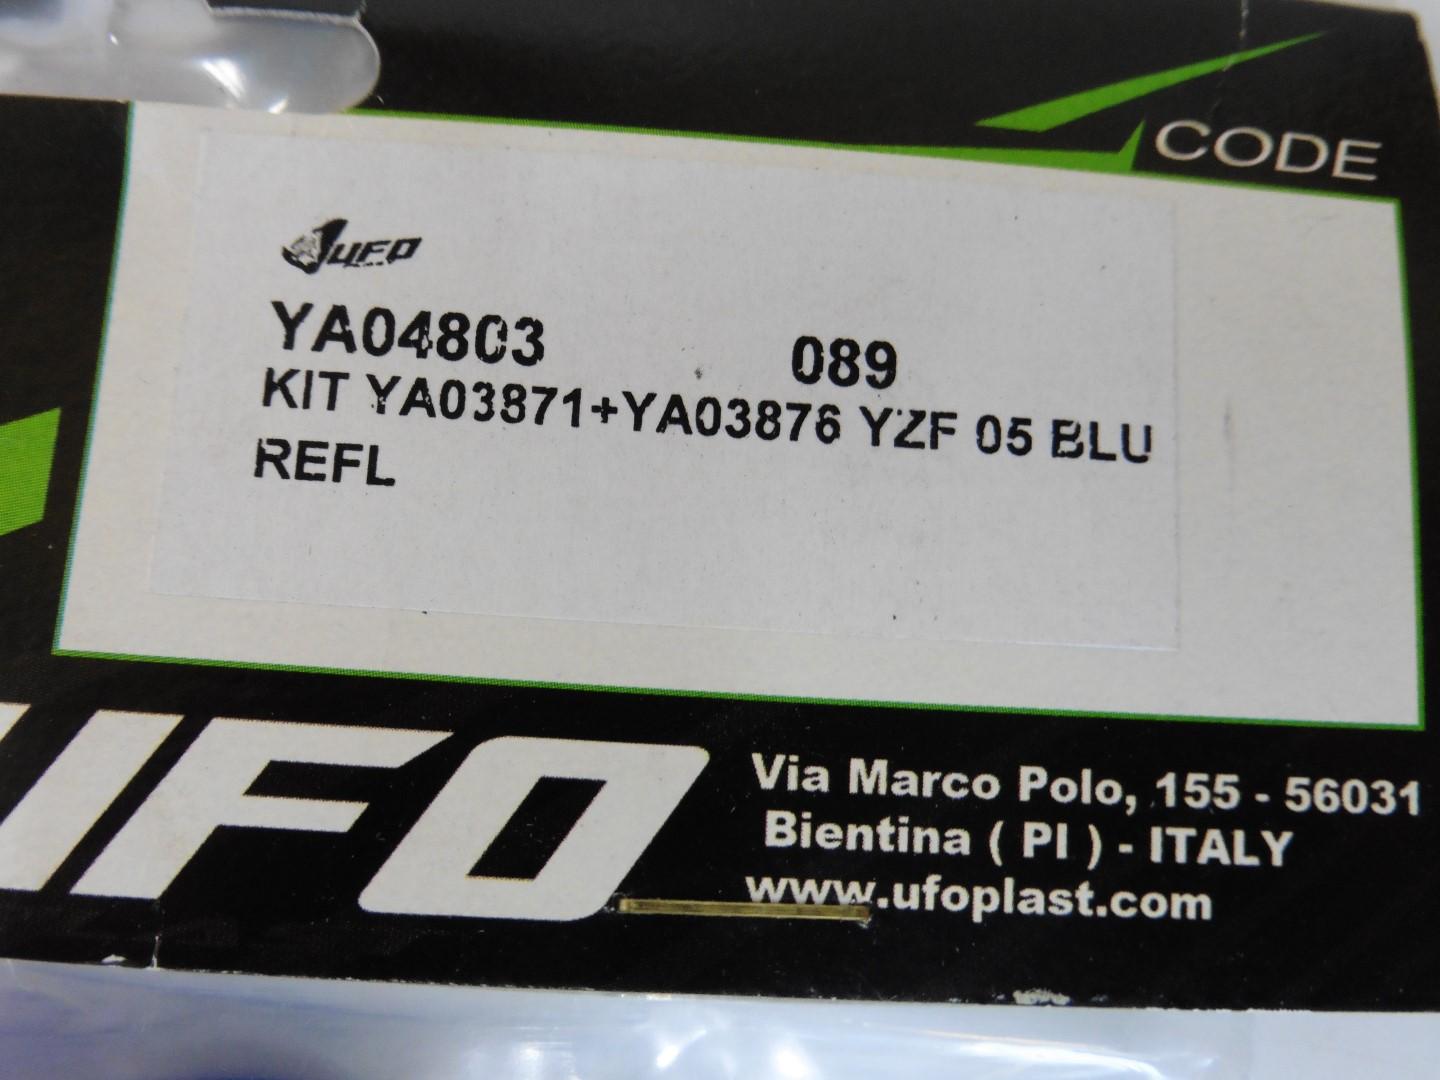 CODE
UFO
YA04803 089
KIT YA03871+YA03876 YZF 05 BLU
REFL
UFO
Via Marco Polo, 155 - 56031
Bientina ( PI ) - ITALY
www.ufoplast.com